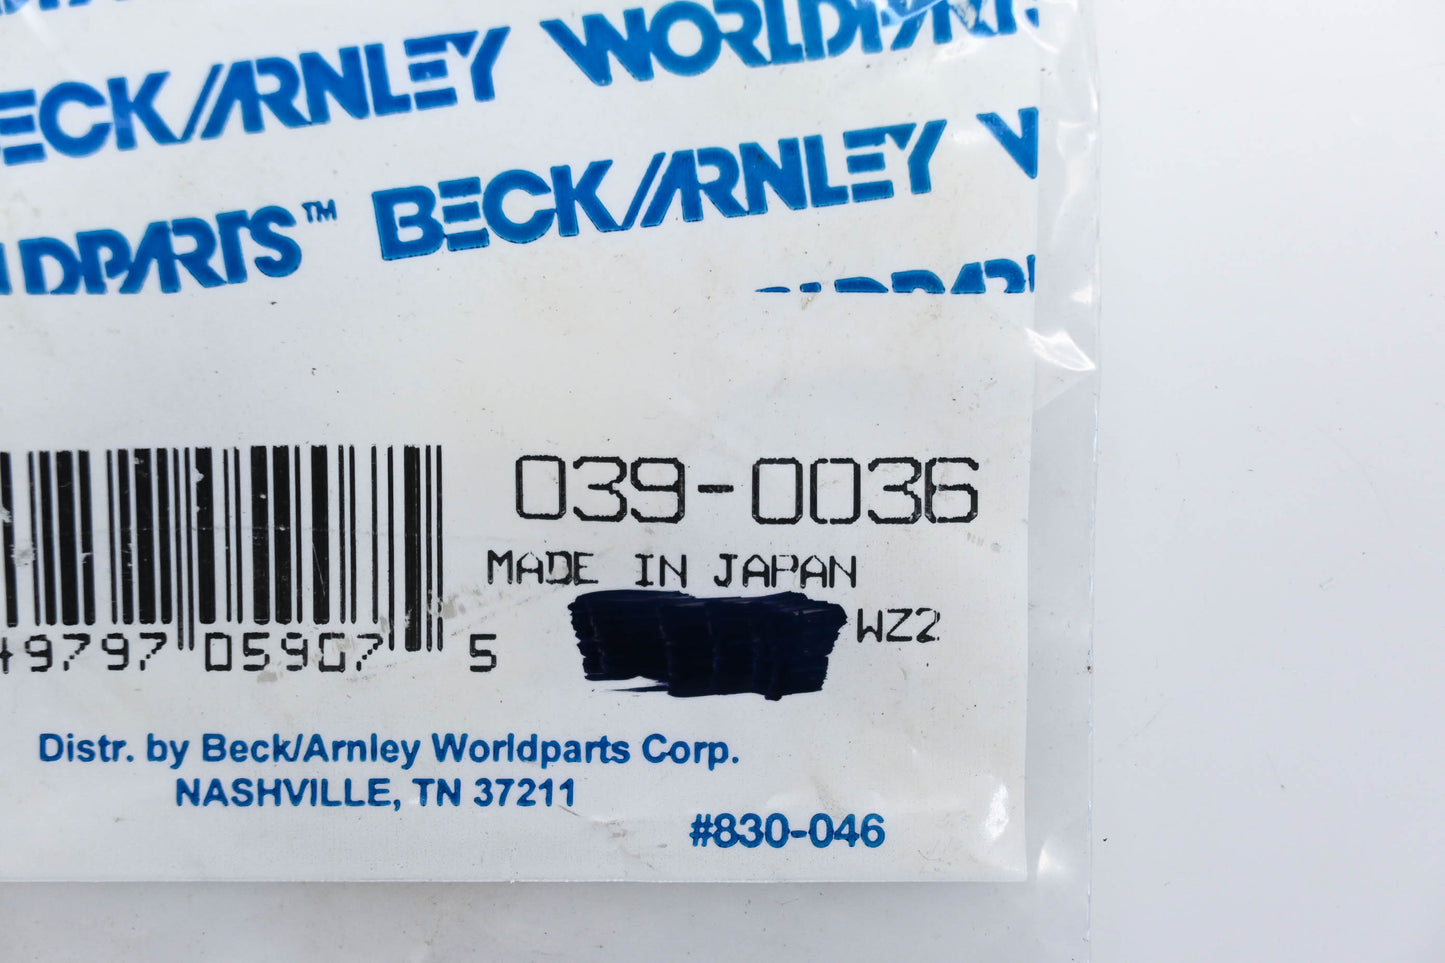 BECK/ARNLEY WORLDPARTS
WORLDPARTS™ BECK/ARNLEY W
039-0036
MADE IN JAPAN
WZ2
49797 05907 5
Distr. by Beck/Arnley Worldparts Corp.
NASHVILLE, TN 37211
#830-046